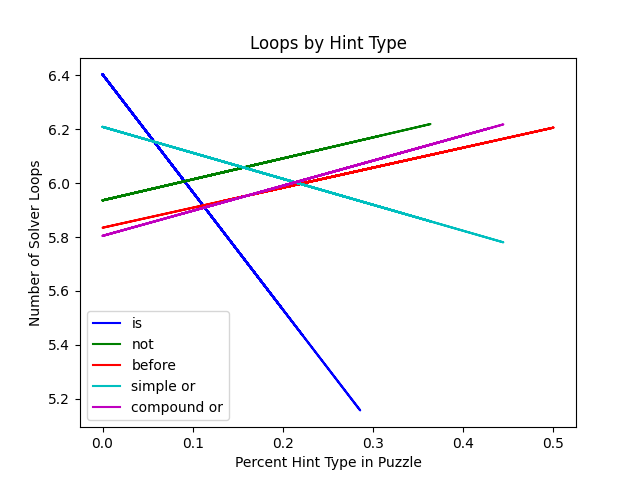 Loops by Hint Type
Number of Solver Loops
6.4
6.2
6.0
5.8
5.6
5.4
5.2
is
not
before
simple or
compound or
0.0 0.1 0.2 0.3 0.4 0.5
Percent Hint Type in Puzzle